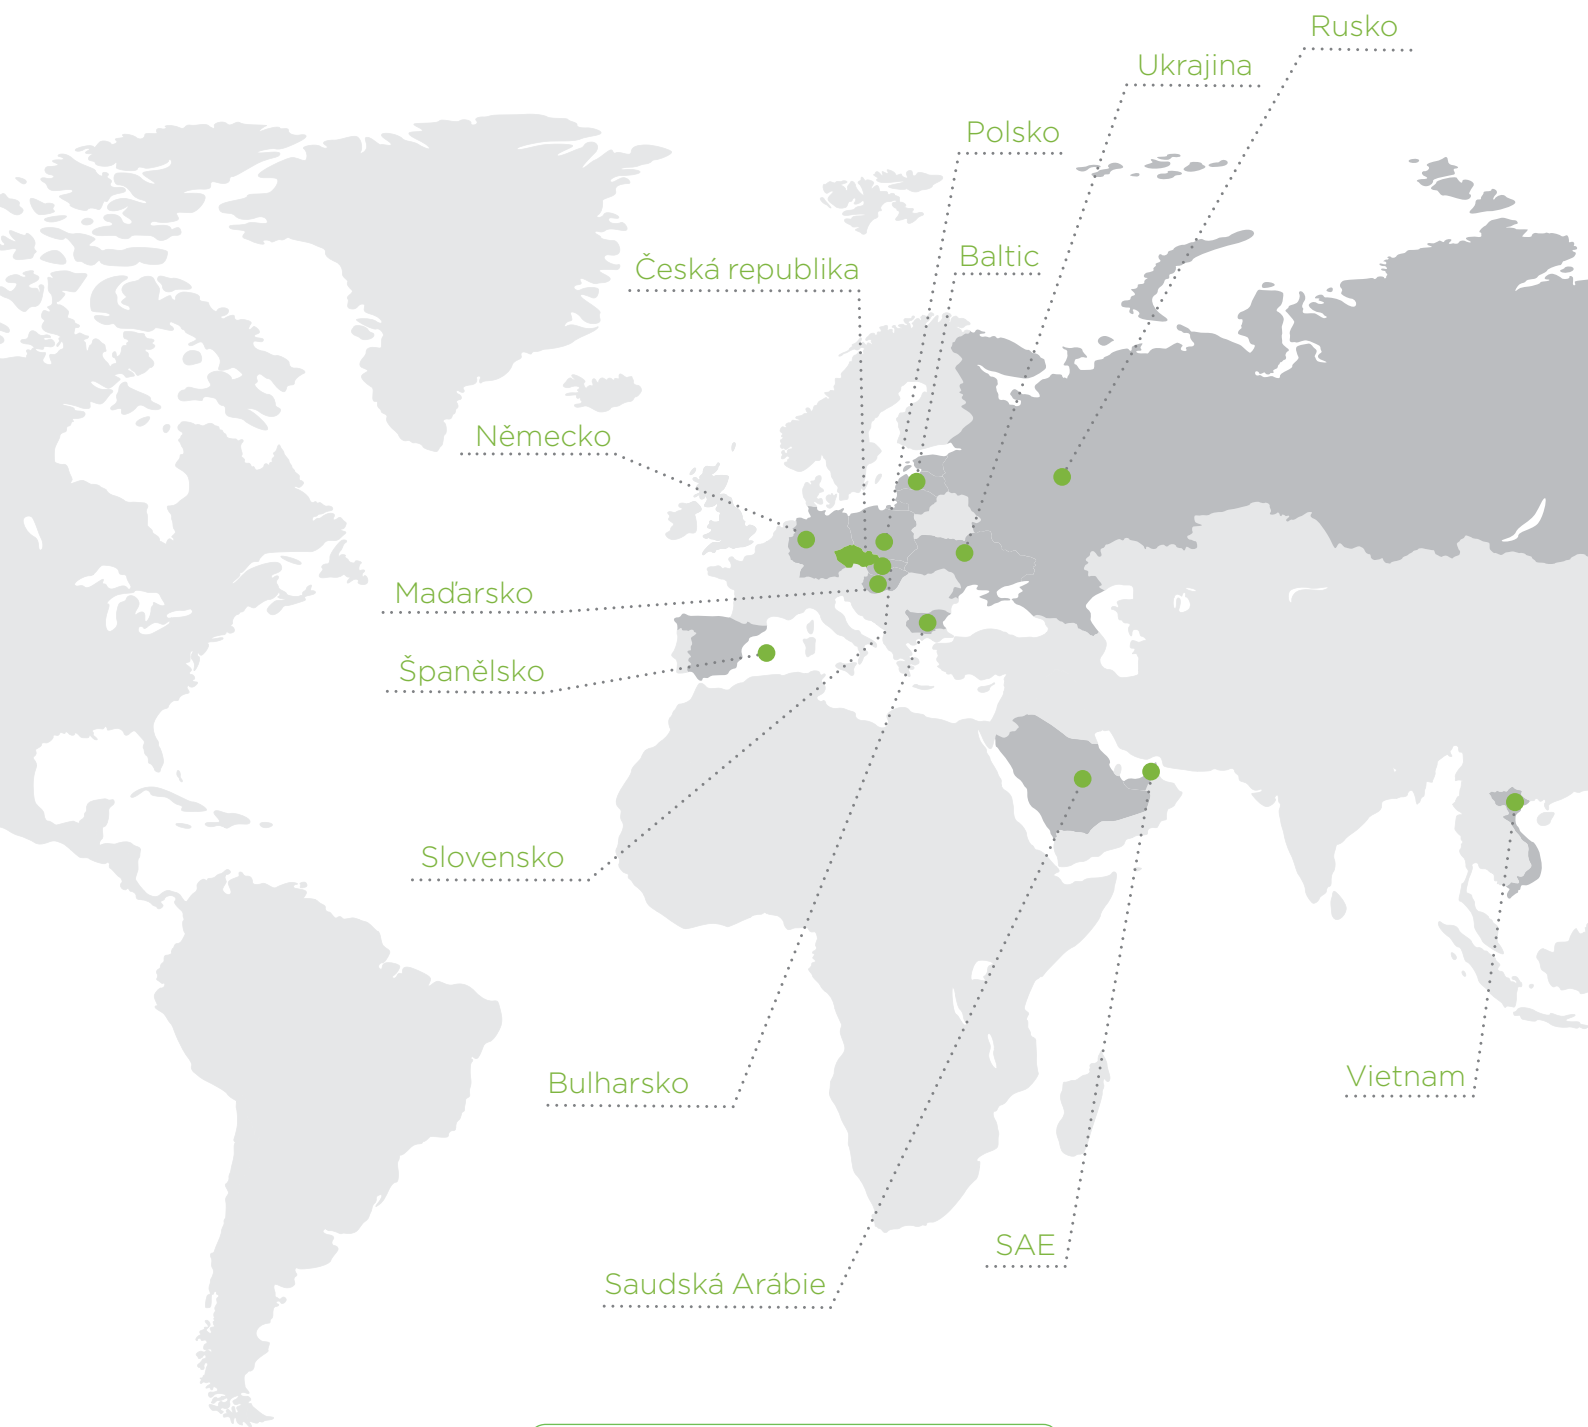 Rusko
Ukrajina
Polsko
Baltic
Česká republika
Německo
Maďarsko
Španělsko
Slovensko
Bulharsko
Vietnam
SAE
Saudská Arábie